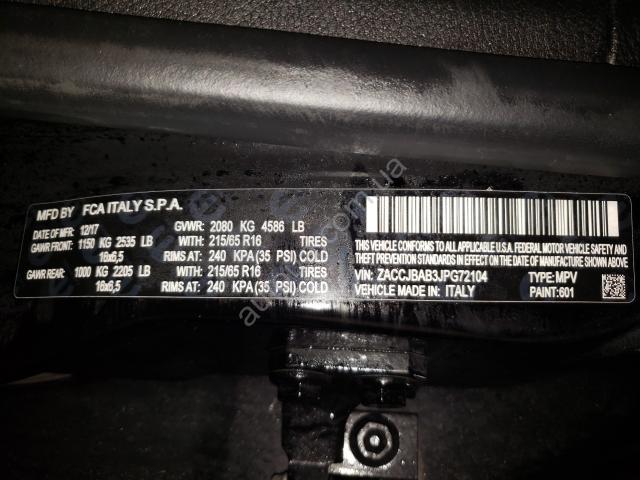 MFD BY FCA ITALY S.P.A.
DATE OF MFR: 12/17 GVWR: 2080 KG 4586 LB
GAWR FRONT: 1150 KG 2535 LB WITH 215/65 R16 TIRES
16x6,5 RIMS AT: 240 KPA (35 PSI) COLD
GAWR REAR: 1000 KG 2205 LB WITH 215/65 R16 TIRES
16x6,5 RIMS AT: 240 KPA (35 PSI) COLD
THIS VEHICLE CONFORMS TO ALL APPLICABLE U.S.A. FEDERAL MOTOR VEHICLE SAFETY AND
THEFT PREVENTION STANDARDS IN EFFECT ON THE DATE OF MANUFACTURE SHOWN ABOVE.
VIN: ZACCJBAB3JPG72104 TYPE: MPV
VEHICLE MADE IN: ITALY PAINT:601